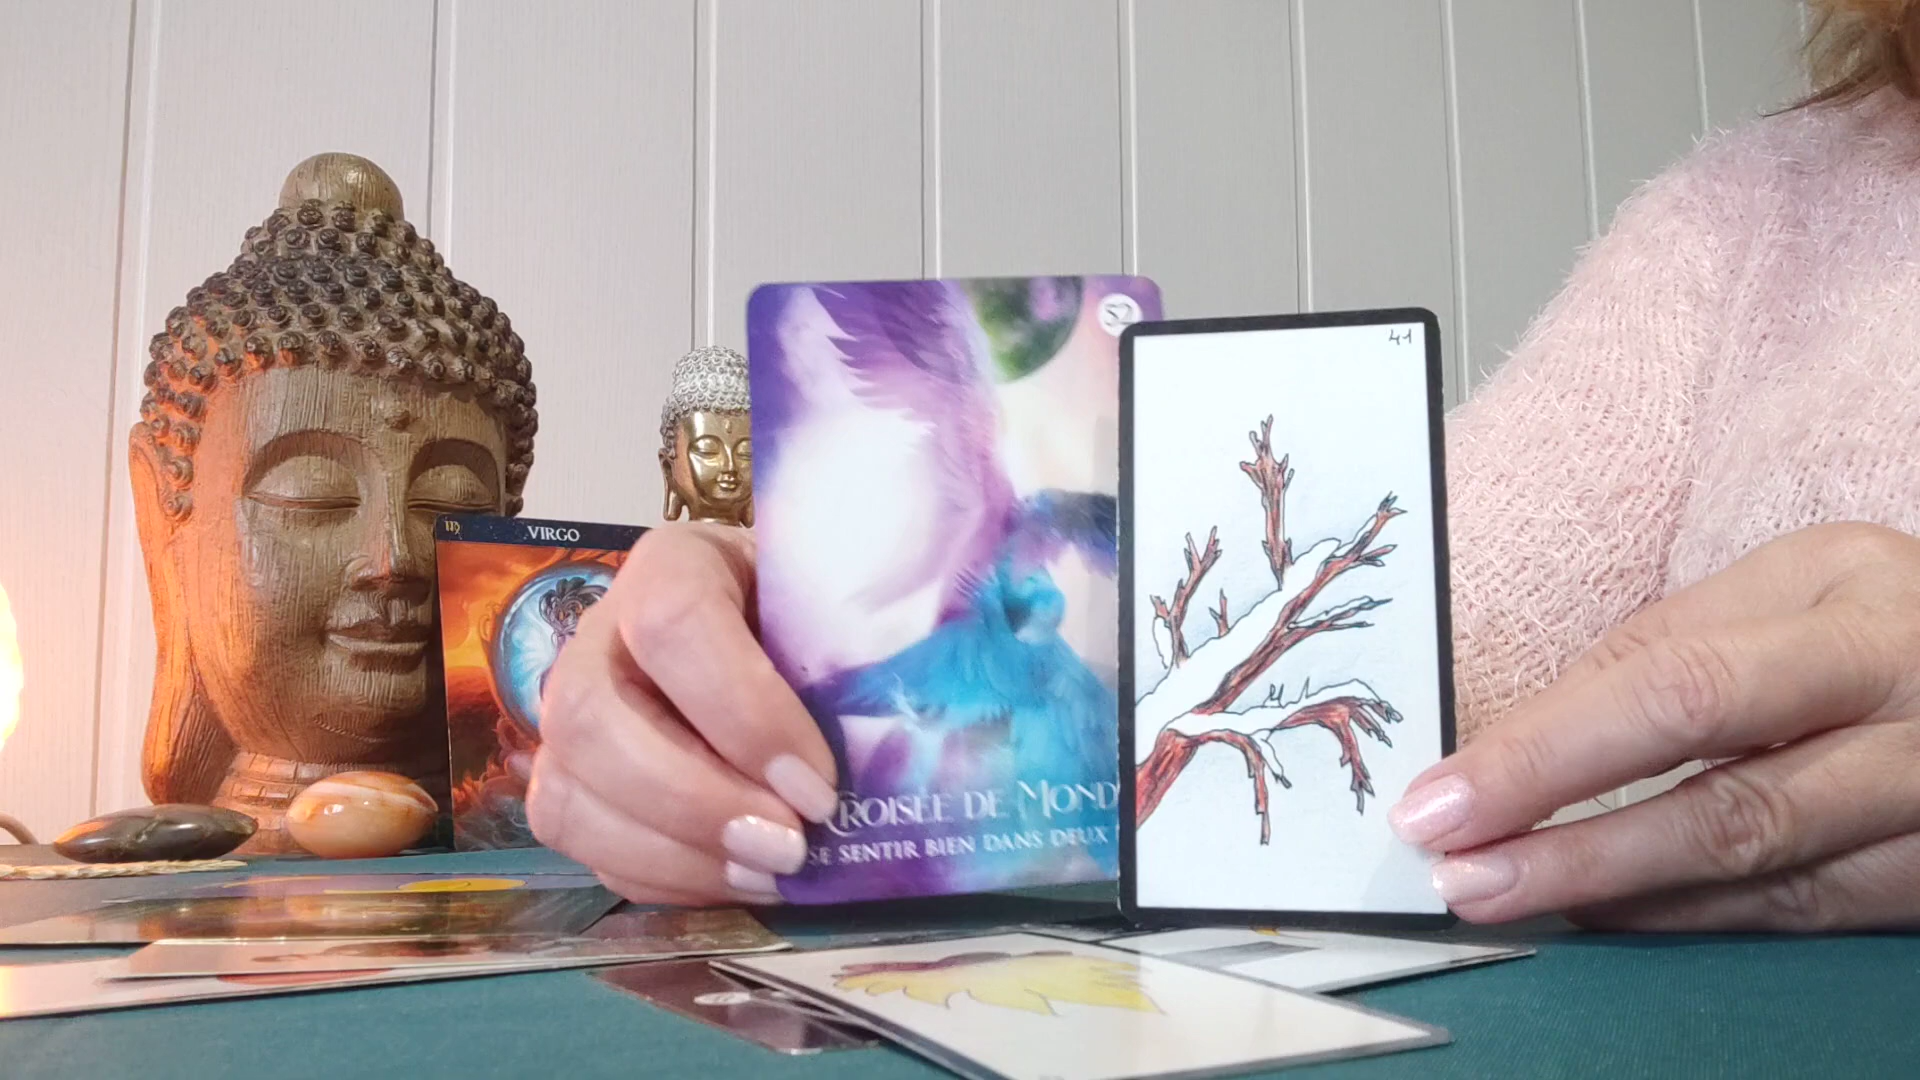 VIRGO
52
41
CROISÉE DE MOND
SE SENTIR BIEN DANS DEUX